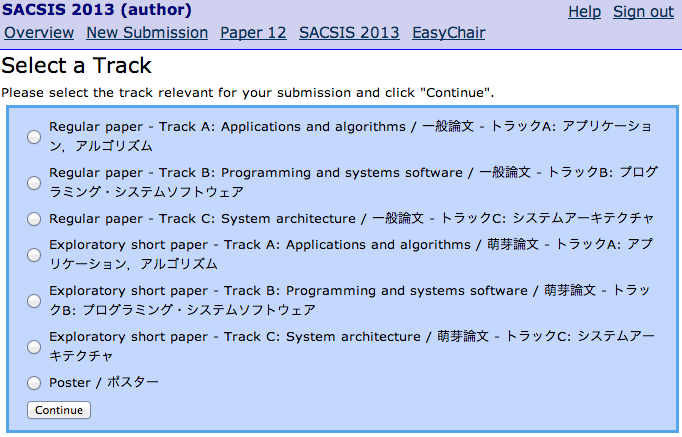 SACSIS 2013 (author)
Help Sign out
Overview New Submission Paper 12 SACSIS 2013 EasyChair
Select a Track
Please select the track relevant for your submission and click "Continue".
Regular paper - Track A: Applications and algorithms / 一般論文 - トラックA: アプリケーショ
ン，アルゴリズム
Regular paper - Track B: Programming and systems software / 一般論文 - トラックB: プログ
ラミング・システムソフトウェア
Regular paper - Track C: System architecture / 一般論文 - トラックC: システムアーキテクチャ
Exploratory short paper - Track A: Applications and algorithms / 萌芽論文 - トラックA: アプ
リケーション，アルゴリズム
Exploratory short paper - Track B: Programming and systems software / 萌芽論文 - トラッ
クB: プログラミング・システムソフトウェア
Exploratory short paper - Track C: System architecture / 萌芽論文 - トラックC: システムアー
キテクチャ
Poster / ポスター
Continue